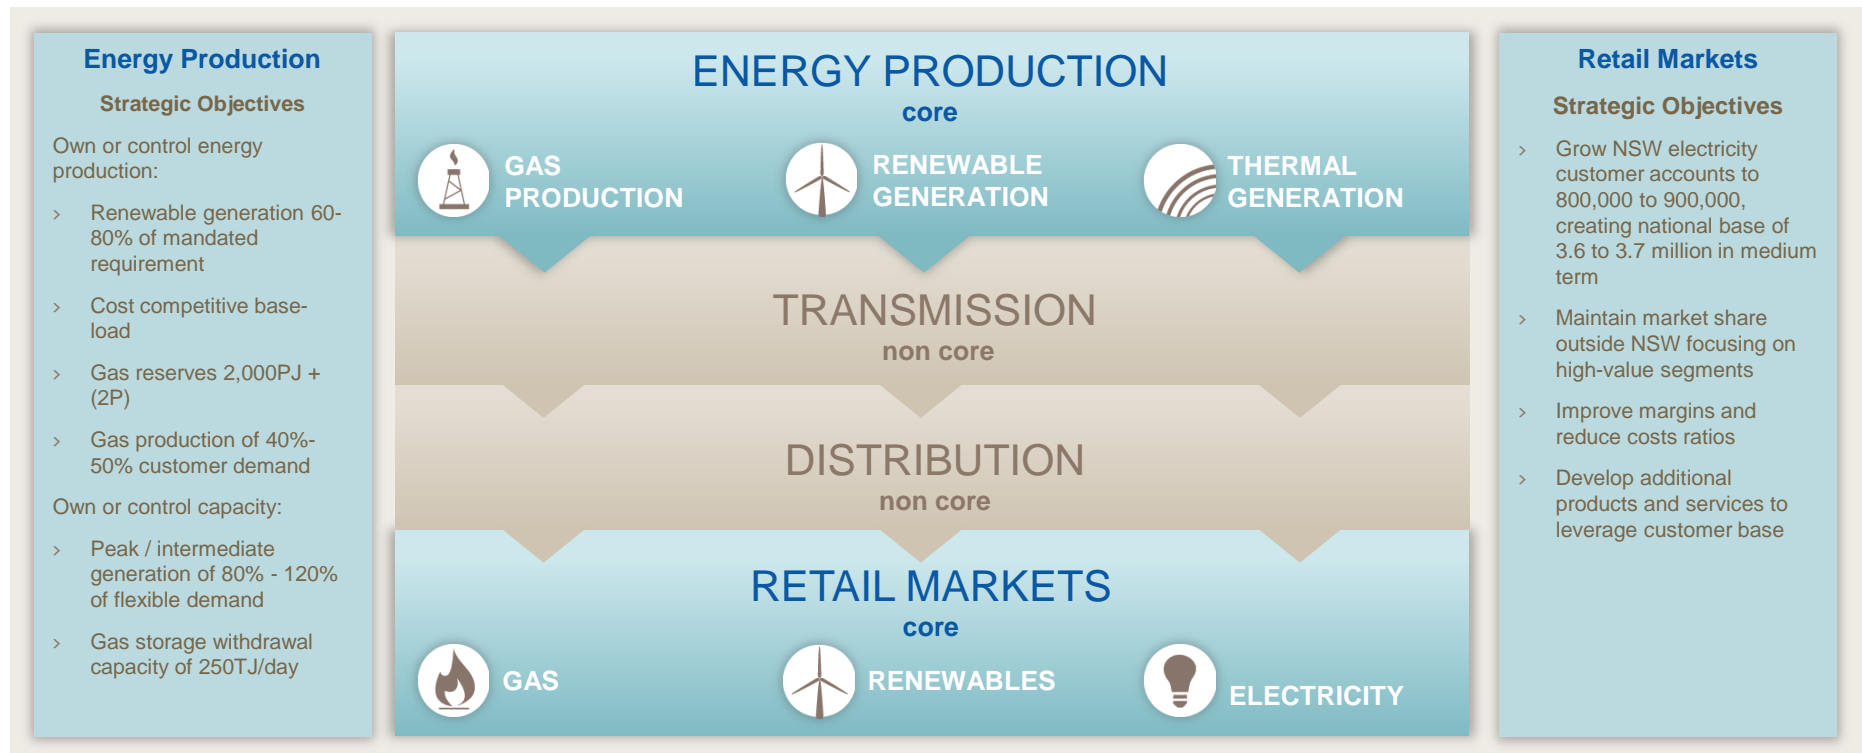 Energy Production
Strategic Objectives
Own or control energy
production:
› Renewable generation 60-
80% of mandated
requirement
› Cost competitive base-
load
› Gas reserves 2,000PJ +
(2P)
› Gas production of 40%-
50% customer demand
Own or control capacity:
› Peak / intermediate
generation of 80% - 120%
of flexible demand
› Gas storage withdrawal
capacity of 250TJ/day
ENERGY PRODUCTION
core
GAS
PRODUCTION
RENEWABLE
GENERATION
THERMAL
GENERATION
TRANSMISSION
non core
DISTRIBUTION
non core
RETAIL MARKETS
core
GAS
RENEWABLES
ELECTRICITY
Retail Markets
Strategic Objectives
› Grow NSW electricity
customer accounts to
800,000 to 900,000,
creating national base of
3.6 to 3.7 million in medium
term
› Maintain market share
outside NSW focusing on
high-value segments
› Improve margins and
reduce costs ratios
› Develop additional
products and services to
leverage customer base